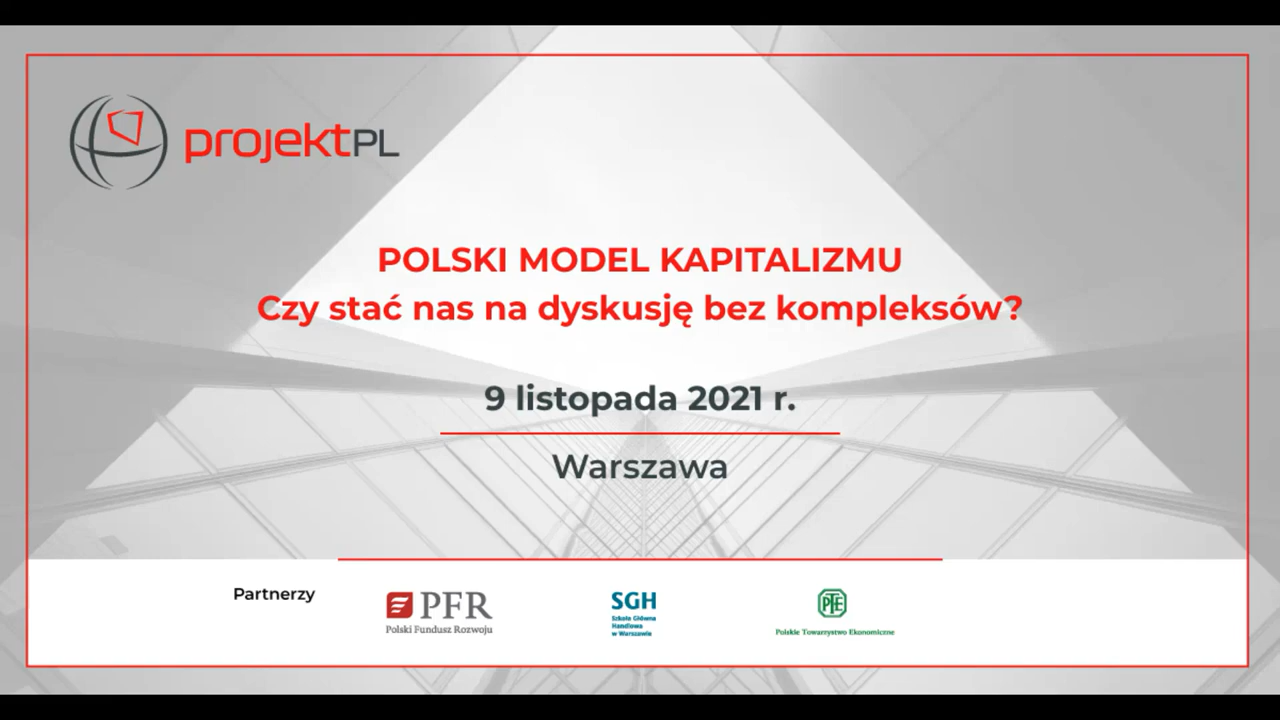 projektPL
POLSKI MODEL KAPITALIZMU
Czy stać nas na dyskusję bez kompleksów?
9 listopada 2021 r.
Warszawa
Partnerzy
PFR
Polski Fundusz Rozwoju
SGH
Szkoła Główna
Handlowa
w Warszawie
PTE
Polskie Towarzystwo Ekonomiczne